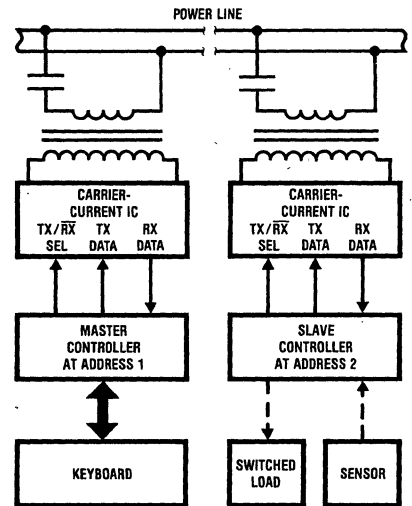 POWER LINE
CARRIER-
CURRENT IC
TX/RX TX RX
SEL DATA DATA
CARRIER-
CURRENT IC
TX/RX TX RX
SEL DATA DATA
MASTER
CONTROLLER
AT ADDRESS 1
SLAVE
CONTROLLER
AT ADDRESS 2
KEYBOARD
SWITCHED
LOAD
SENSOR